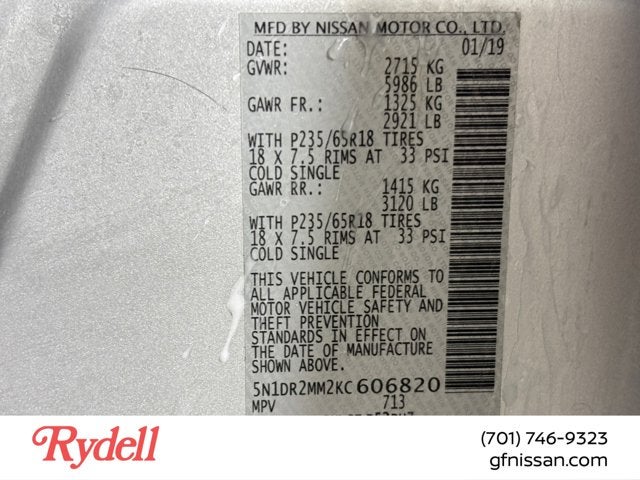 MFD BY NISSAN MOTOR CO., LTD.
DATE: 01/19
GVWR: 2715 KG
5986 LB
GAWR FR.: 1325 KG
2921 LB
WITH P235/65R18 TIRES
18 X 7.5 RIMS AT 33 PSI
COLD SINGLE
GAWR RR.: 1415 KG
3120 LB
WITH P235/65R18 TIRES
18 X 7.5 RIMS AT 33 PSI
COLD SINGLE
THIS VEHICLE CONFORMS TO
ALL APPLICABLE FEDERAL
MOTOR VEHICLE SAFETY AND
THEFT PREVENTION
STANDARDS IN EFFECT ON
THE DATE OF MANUFACTURE
SHOWN ABOVE.
5N1DR2MM2KC606820
MPV 713
Rydell
(701) 746-9323
gfnissan.com